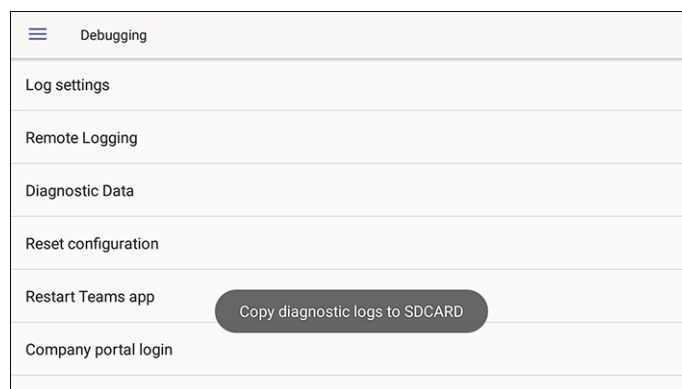 Debugging
Log settings
Remote Logging
Diagnostic Data
Reset configuration
Restart Teams app
Copy diagnostic logs to SDCARD
Company portal login